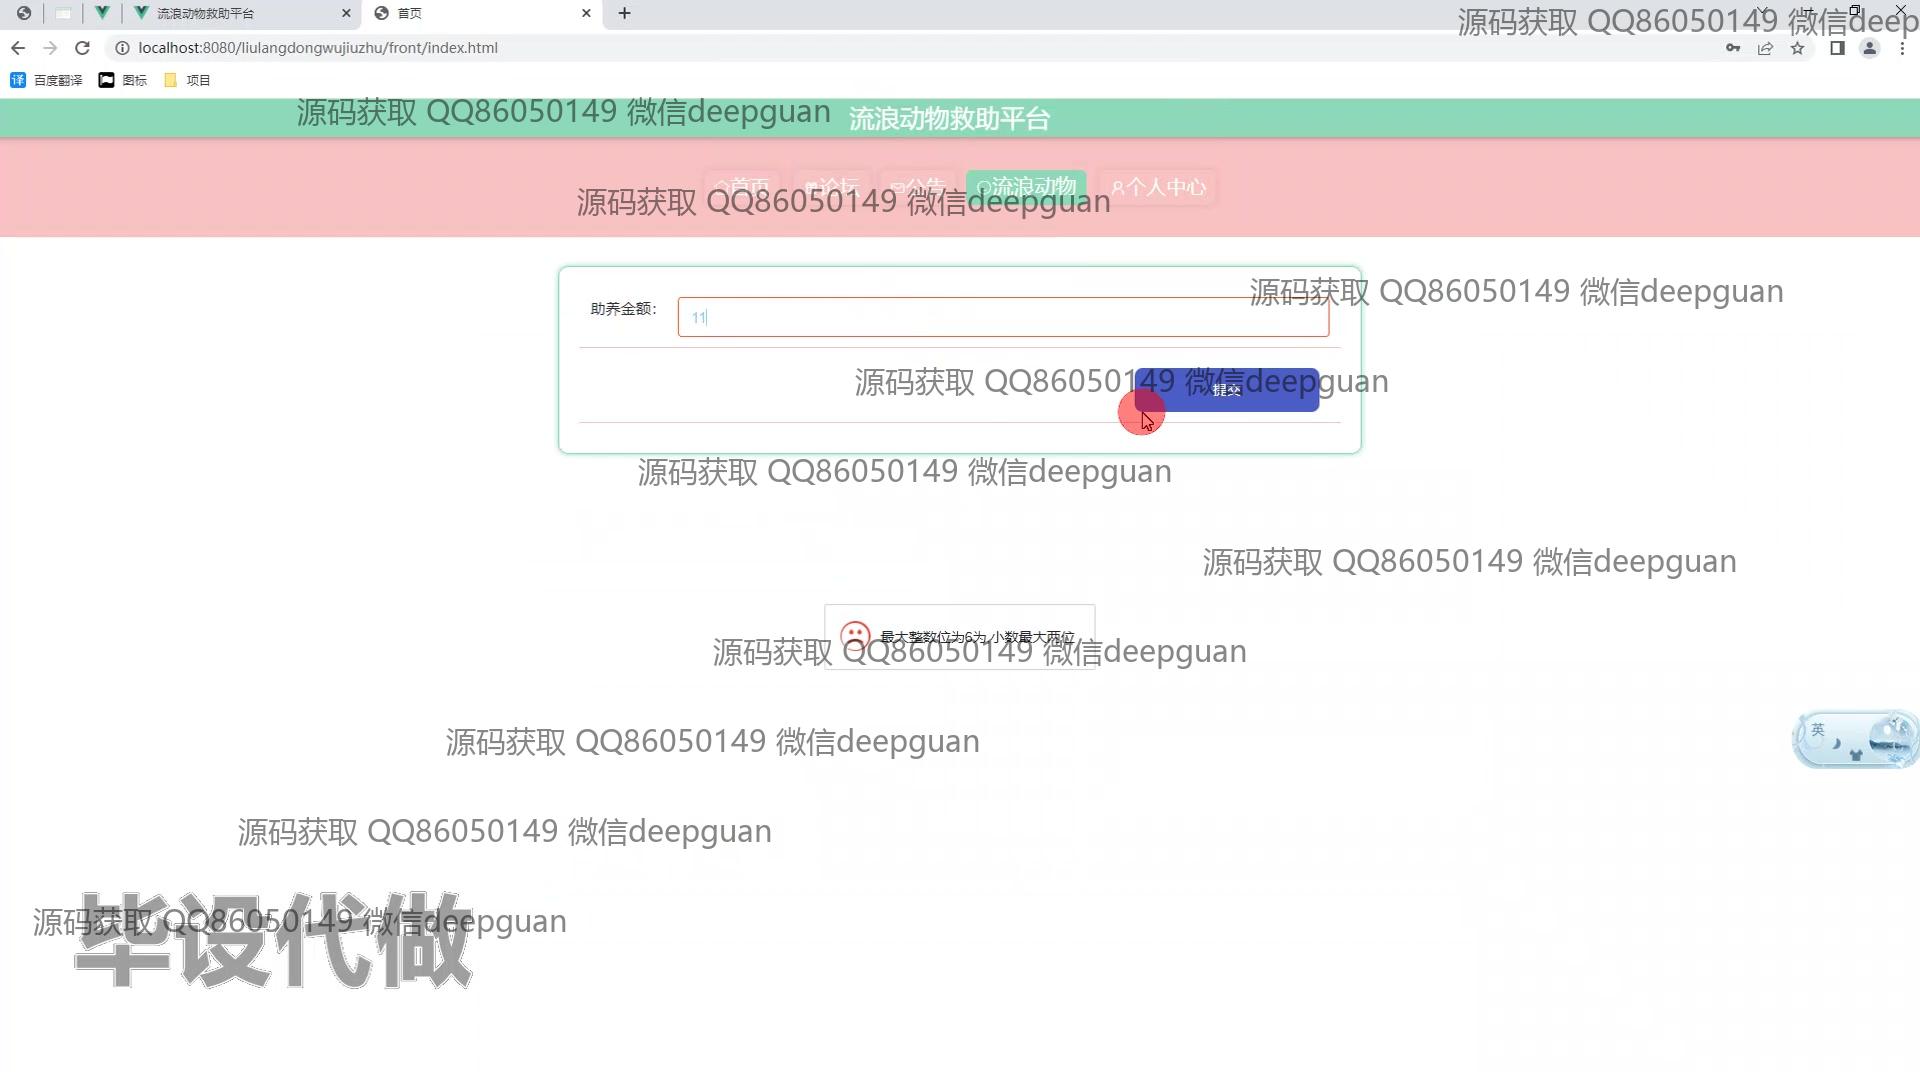 流浪动物救助平台
首页
源码获取 QQ86050149 微信deep
localhost:8080/liulangdongwujiuzhu/front/index.html
译 百度翻译 图标 项目
源码获取 QQ86050149 微信deepguan
流浪动物救助平台
首页 论坛 公告 流浪动物 个人中心
源码获取 QQ86050149 微信deepguan
源码获取 QQ86050149 微信deepguan
助养金额：
11
源码获取 QQ86050149 微信deepguan
提交
源码获取 QQ86050149 微信deepguan
源码获取 QQ86050149 微信deepguan
最大整数位为6为,小数最大两位
源码获取 QQ86050149 微信deepguan
英
源码获取 QQ86050149 微信deepguan
源码获取 QQ86050149 微信deepguan
源码获取 QQ86050149 微信deepguan
毕设代做